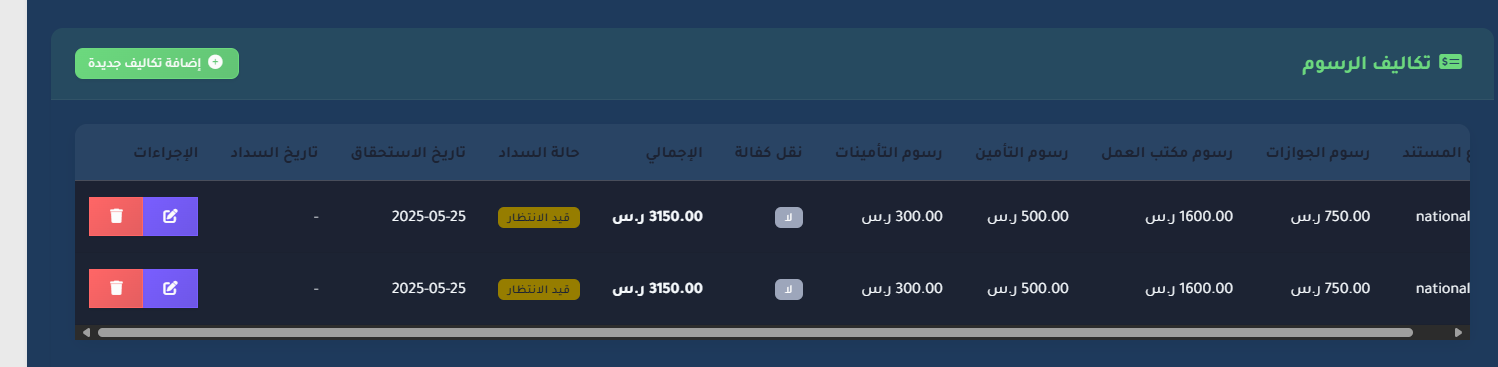 تكاليف الرسوم
إضافة تكاليف جديدة
المستند رسوم الجوازات رسوم مكتب العمل رسوم التأمين رسوم التأمينات نقل كفالة الإجمالي حالة السداد تاريخ الاستحقاق تاريخ السداد الإجراءات
national 750.00 ر.س 1600.00 ر.س 500.00 ر.س 300.00 ر.س لا 3150.00 ر.س قيد الانتظار 2025-05-25 -
national 750.00 ر.س 1600.00 ر.س 500.00 ر.س 300.00 ر.س لا 3150.00 ر.س قيد الانتظار 2025-05-25 -